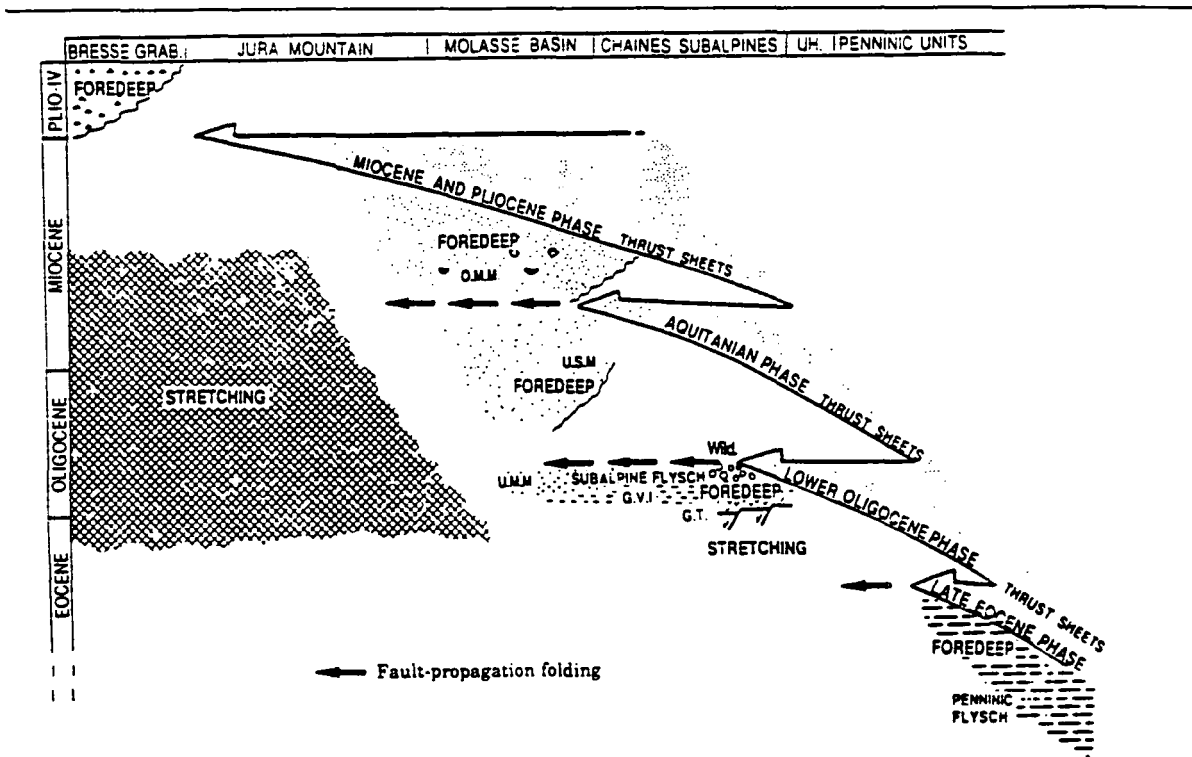 BRESSE GRAB. JURA MOUNTAIN MOLASSE BASIN CHAINES SUBALPINES UH. PENNINIC UNITS
PLIO-IV
FOREDEEP
MIOCENE
MIOCENE AND PLIOCENE PHASE THRUST SHEETS
FOREDEEP
O.M.M
AQUITANIAN PHASE THRUST SHEETS
U.S.M
FOREDEEP
STRETCHING
OLIGOCENE
Wild.
U.M.M SUBALPINE FLYSCH
G.V.I FOREDEEP
LOWER OLIGOCENE PHASE THRUST SHEETS
G.T.
STRETCHING
EOCENE
LATE EOCENE PHASE
FOREDEEP
Fault-propagation folding
PENNINIC
FLYSCH